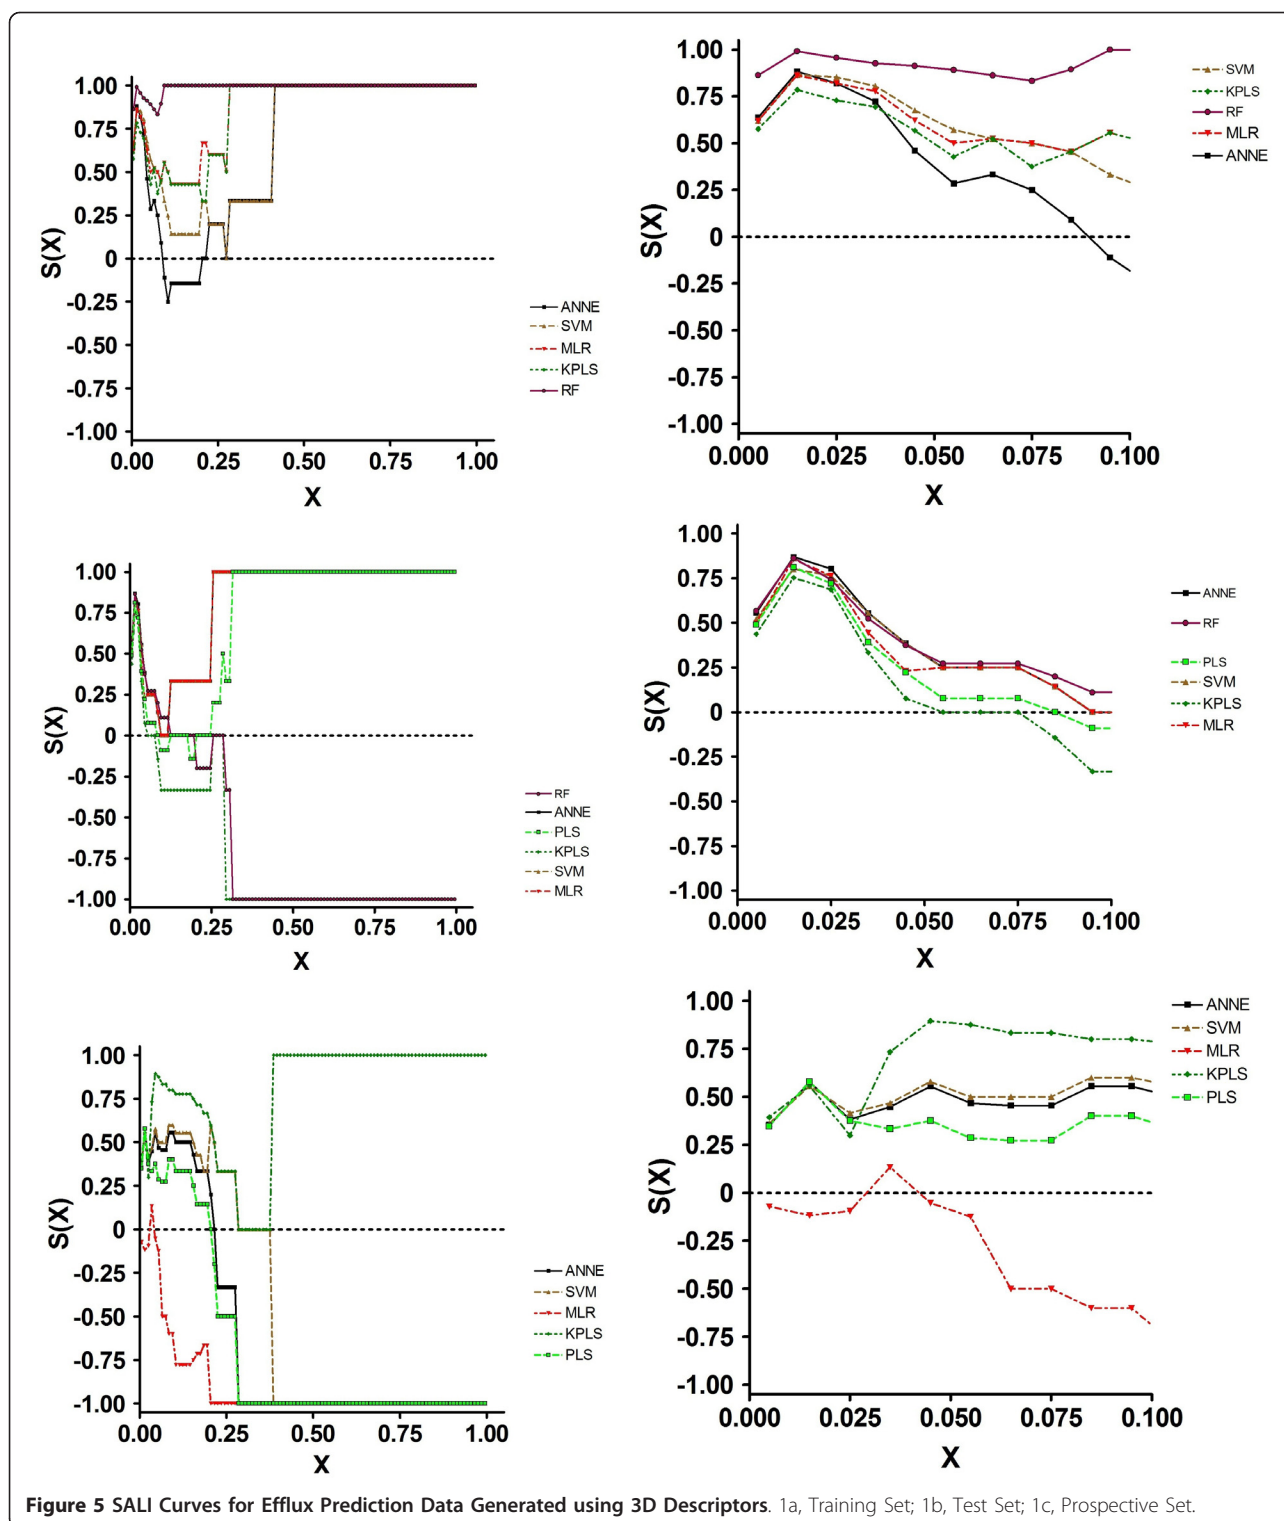 1.00
0.75
0.50
0.25
0
-0.25
-0.50
-0.75
-1.00
S(X)
0.00 0.25 0.50 0.75 1.00
X
ANNE
SVM
MLR
KPLS
RF
1.00
0.75
0.50
0.25
0
-0.25
-0.50
-0.75
-1.00
S(X)
0.000 0.025 0.050 0.075 0.100
X
SVM
KPLS
RF
MLR
ANNE
1.00
0.75
0.50
0.25
0
-0.25
-0.50
-0.75
-1.00
S(X)
0.00 0.25 0.50 0.75 1.00
X
RF
ANNE
PLS
KPLS
SVM
MLR
1.00
0.75
0.50
0.25
0
-0.25
-0.50
-0.75
-1.00
S(X)
0.000 0.025 0.050 0.075 0.100
X
ANNE
RF
PLS
SVM
KPLS
MLR
1.00
0.75
0.50
0.25
0
-0.25
-0.50
-0.75
-1.00
S(X)
0.00 0.25 0.50 0.75 1.00
X
ANNE
SVM
MLR
KPLS
PLS
1.00
0.75
0.50
0.25
0
-0.25
-0.50
-0.75
-1.00
S(X)
0.000 0.025 0.050 0.075 0.100
X
ANNE
SVM
MLR
KPLS
PLS
Figure 5 SALI Curves for Efflux Prediction Data Generated using 3D Descriptors. 1a, Training Set; 1b, Test Set; 1c, Prospective Set.